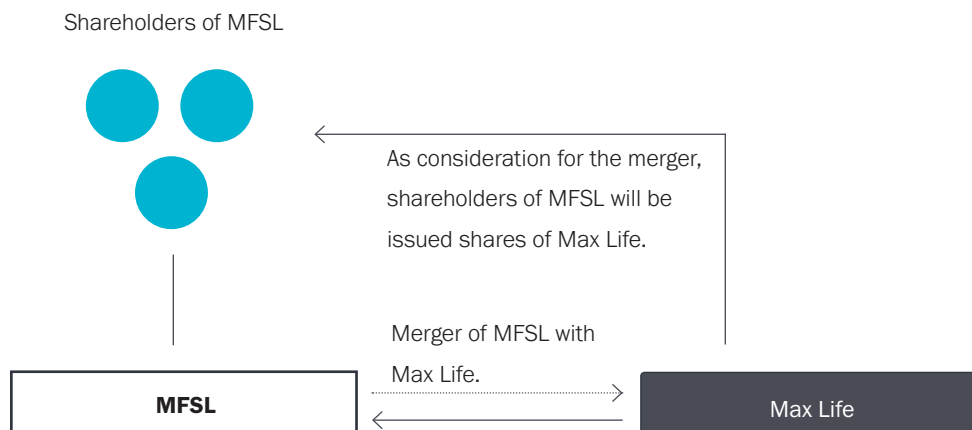 Shareholders of MFSL
As consideration for the merger,
shareholders of MFSL will be
issued shares of Max Life.
Merger of MFSL with
Max Life.
MFSL
Max Life